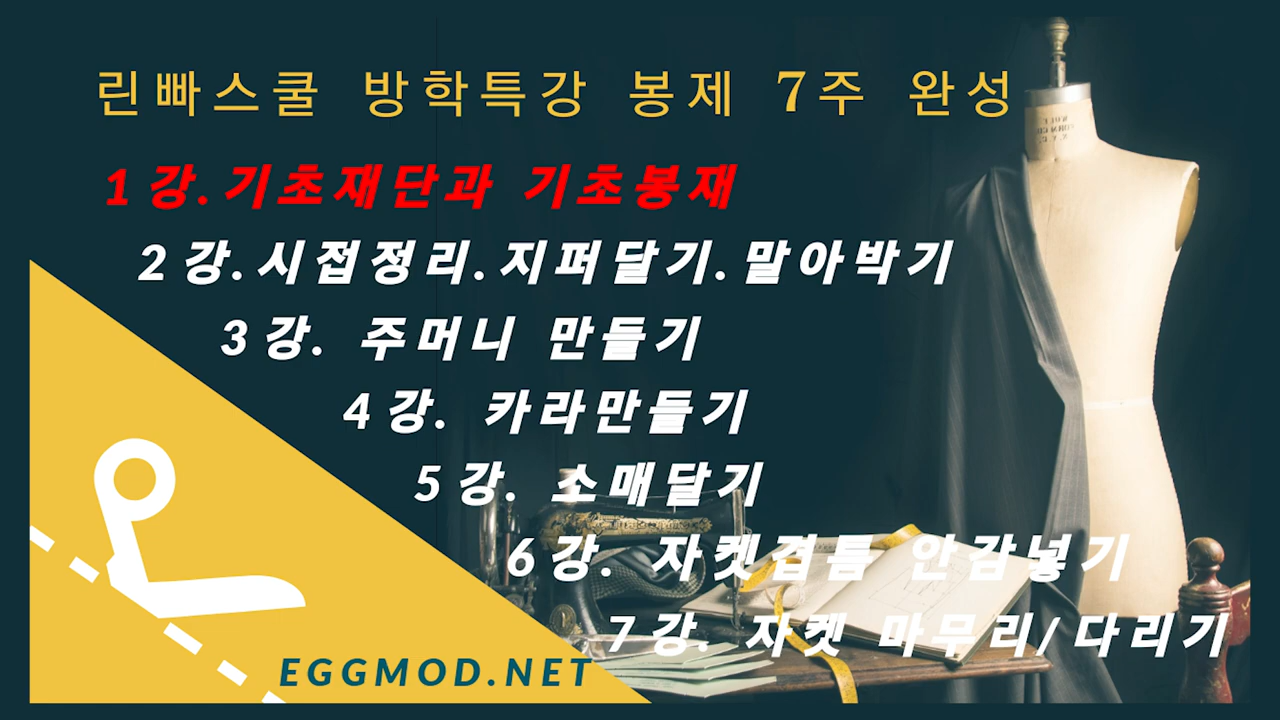 린빠스쿨 방학특강 봉제 7주 완성
1강.기초재단과 기초봉재
2강.시접정리.지퍼달기.말아박기
3강. 주머니 만들기
4강. 카라만들기
5강. 소매달기
6강. 자켓겹틈 안감넣기
7강. 자켓 마무리/다리기
EGGMOD.NET